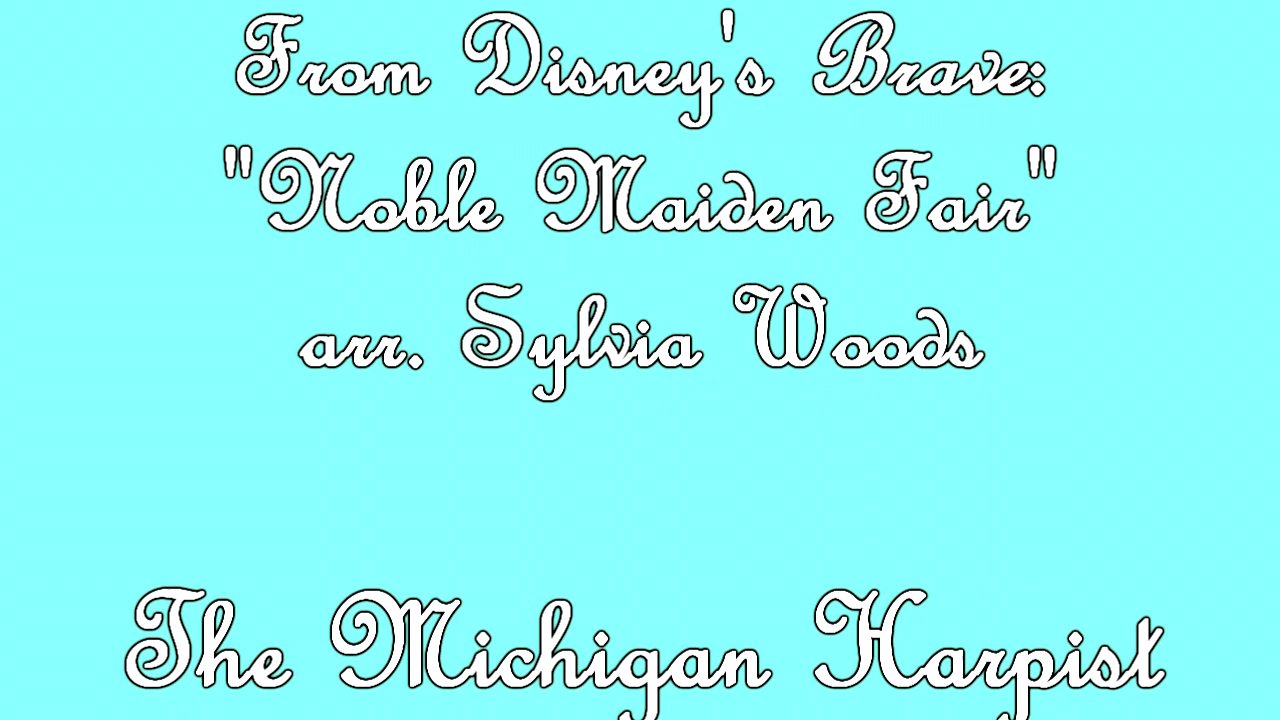 From Disney's Brave:
"Noble Maiden Fair"
arr. Sylvia Woods
The Michigan Harpist